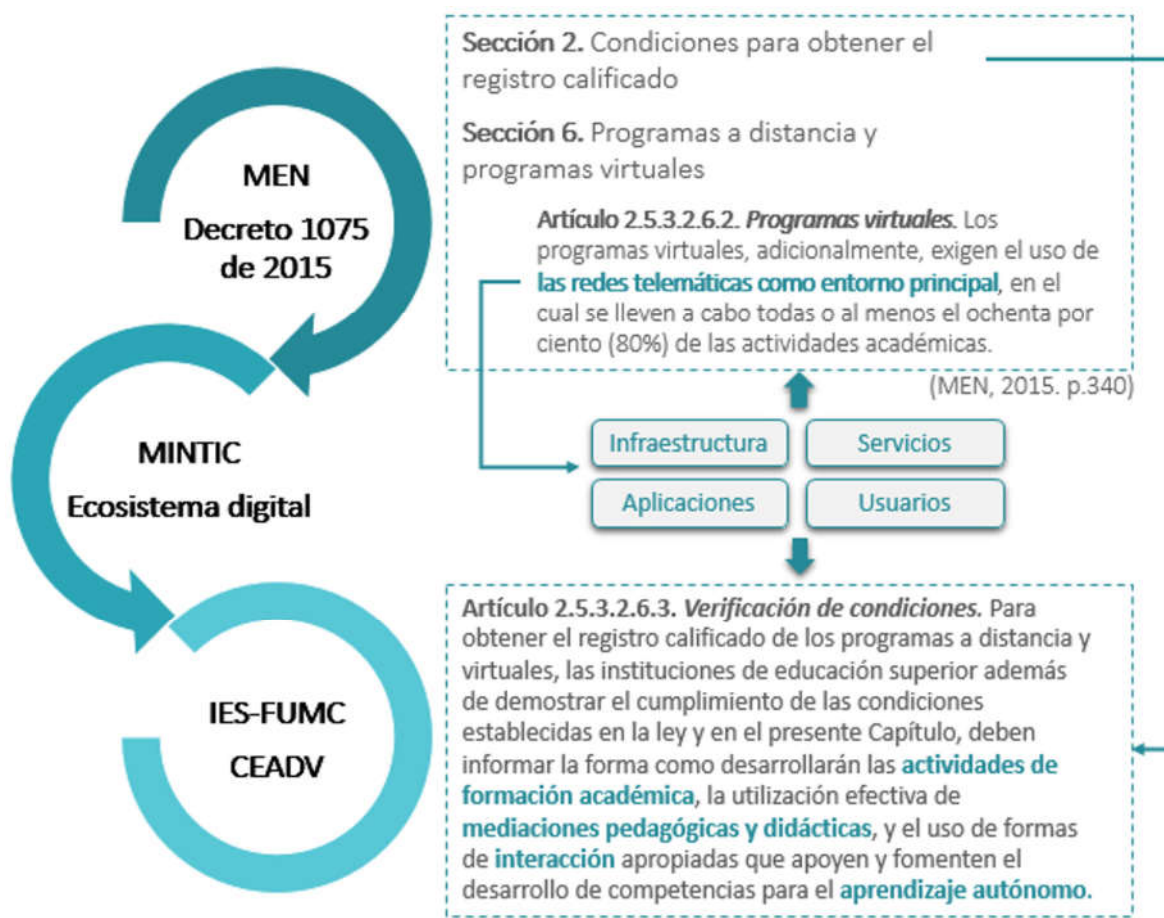 MEN
Decreto 1075
de 2015
MINTIC
Ecosistema digital
IES-FUMC
CEADV
Sección 2. Condiciones para obtener el
registro calificado
Sección 6. Programas a distancia y
programas virtuales
Artículo 2.5.3.2.6.2. Programas virtuales. Los
programas virtuales, adicionalmente, exigen el uso de
las redes telemáticas como entorno principal, en el
cual se lleven a cabo todas o al menos el ochenta por
ciento (80%) de las actividades académicas.
(MEN, 2015. p.340)
Infraestructura
Servicios
Aplicaciones
Usuarios
Artículo 2.5.3.2.6.3. Verificación de condiciones. Para
obtener el registro calificado de los programas a distancia y
virtuales, las instituciones de educación superior además
de demostrar el cumplimiento de las condiciones
establecidas en la ley y en el presente Capítulo, deben
informar la forma como desarrollarán las actividades de
formación académica, la utilización efectiva de
mediaciones pedagógicas y didácticas, y el uso de formas
de interacción apropiadas que apoyen y fomenten el
desarrollo de competencias para el aprendizaje autónomo.